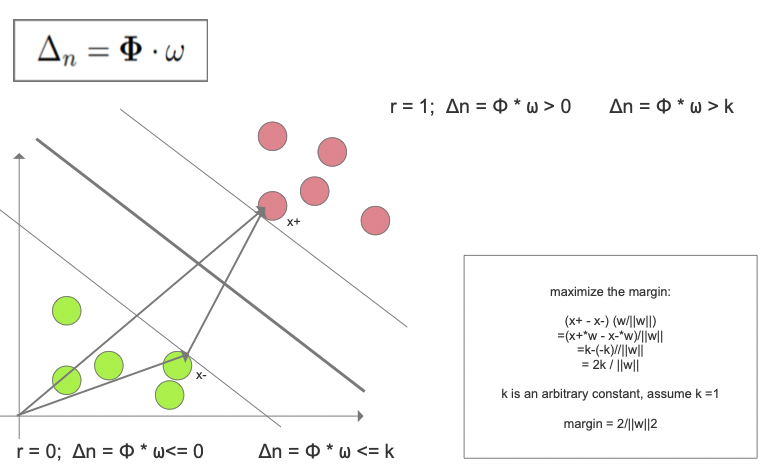 Δn = Φ · ω
r = 1; Δn = Φ * ω > 0 Δn = Φ * ω > k
x+
maximize the margin:
(x+ - x-) (w/||w||)
=(x+*w - x-*w)/||w||
=k-(-k)//||w||
= 2k / ||w||
k is an arbitrary constant, assume k =1
margin = 2/||w||2
x-
r = 0; Δn = Φ * ω<= 0 Δn = Φ * ω <= k